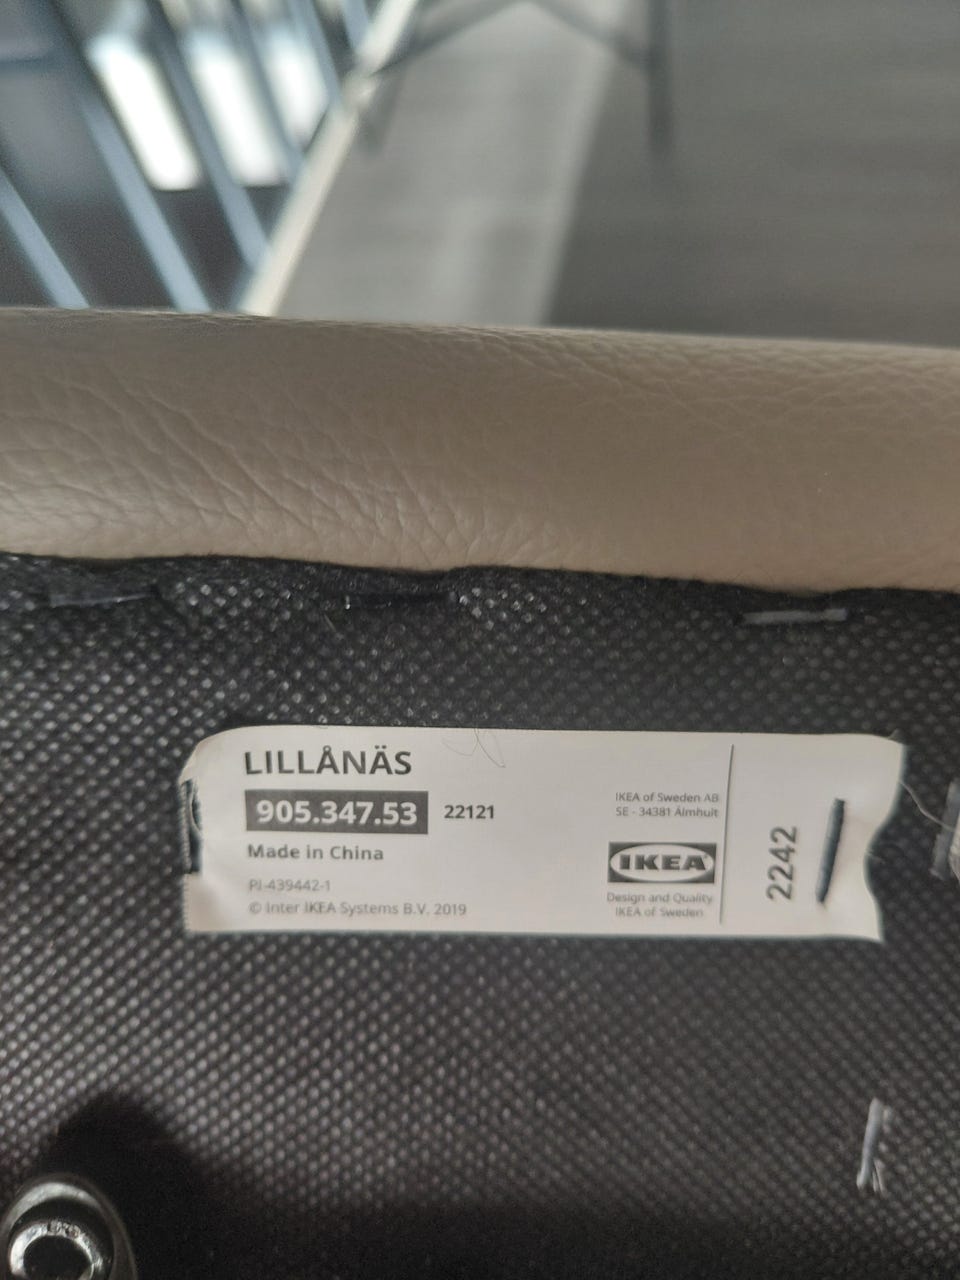 LILLÅNÄS
905.347.53 22121
Made in China
PJ-439442-1
© Inter IKEA Systems B.V. 2019
IKEA of Sweden AB
SE - 34381 Älmhult
IKEA
Design and Quality
IKEA of Sweden
2242